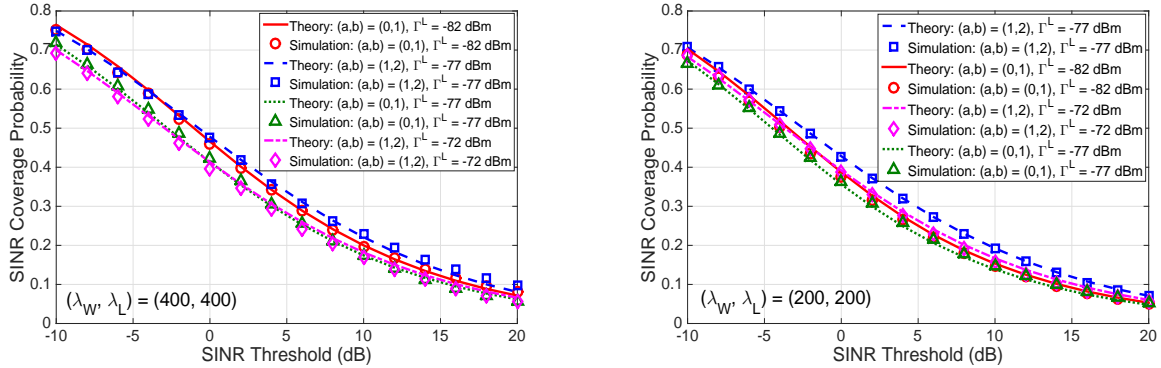 0.8
0.7
0.6
0.5
0.4
0.3
0.2
0.1
0
SINR Coverage Probability
Theory: (a,b) = (0,1), Γ^L = -82 dBm
Simulation: (a,b) = (0,1), Γ^L = -82 dBm
Theory: (a,b) = (1,2), Γ^L = -77 dBm
Simulation: (a,b) = (1,2), Γ^L = -77 dBm
Theory: (a,b) = (0,1), Γ^L = -77 dBm
Simulation: (a,b) = (0,1), Γ^L = -77 dBm
Theory: (a,b) = (1,2), Γ^L = -72 dBm
Simulation: (a,b) = (1,2), Γ^L = -72 dBm
(λ_W, λ_L) = (400, 400)
-10 -5 0 5 10 15 20
SINR Threshold (dB)
0.8
0.7
0.6
0.5
0.4
0.3
0.2
0.1
0
SINR Coverage Probability
Theory: (a,b) = (1,2), Γ^L = -77 dBm
Simulation: (a,b) = (1,2), Γ^L = -77 dBm
Theory: (a,b) = (0,1), Γ^L = -82 dBm
Simulation: (a,b) = (0,1), Γ^L = -82 dBm
Theory: (a,b) = (1,2), Γ^L = -72 dBm
Simulation: (a,b) = (1,2), Γ^L = -72 dBm
Theory: (a,b) = (0,1), Γ^L = -77 dBm
Simulation: (a,b) = (0,1), Γ^L = -77 dBm
(λ_W, λ_L) = (200, 200)
-10 -5 0 5 10 15 20
SINR Threshold (dB)